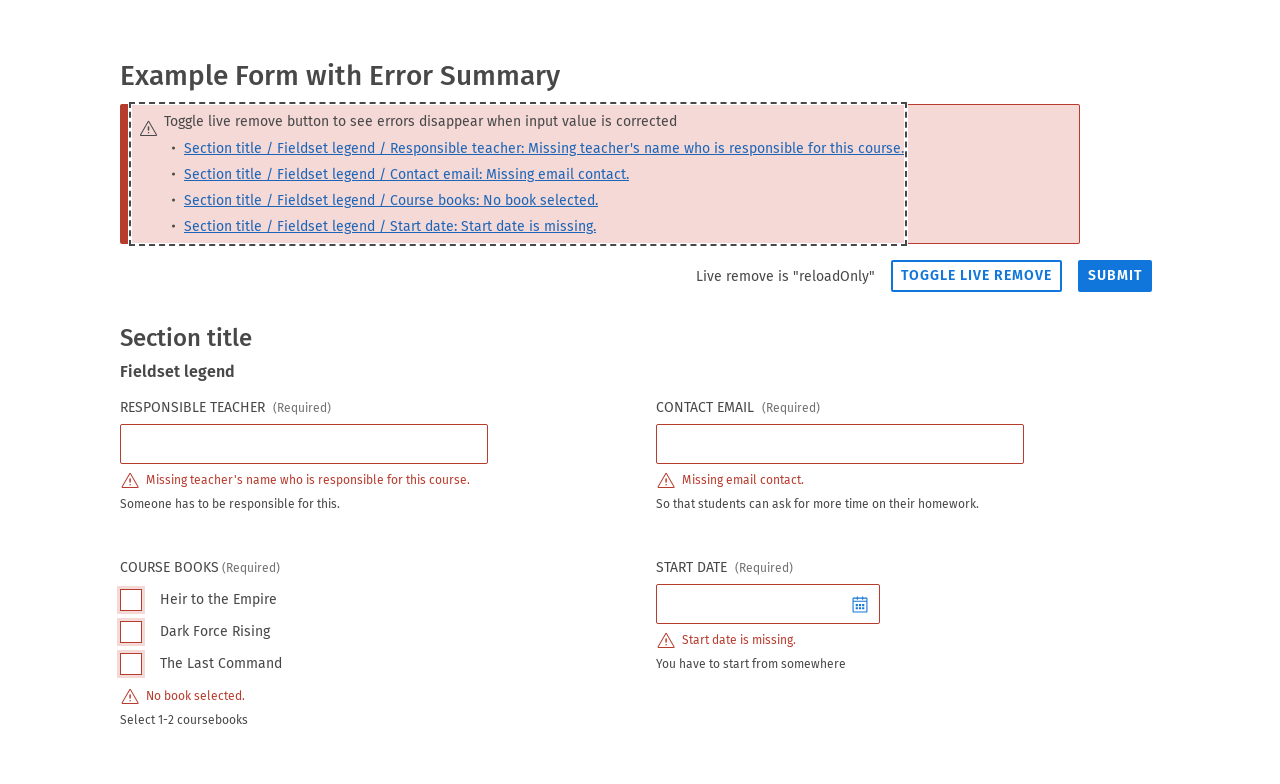 Example Form with Error Summary
Toggle live remove button to see errors disappear when input value is corrected
• Section title / Fieldset legend / Responsible teacher: Missing teacher's name who is responsible for this course.
• Section title / Fieldset legend / Contact email: Missing email contact.
• Section title / Fieldset legend / Course books: No book selected.
• Section title / Fieldset legend / Start date: Start date is missing.
Live remove is "reloadOnly" TOGGLE LIVE REMOVE SUBMIT
Section title
Fieldset legend
RESPONSIBLE TEACHER (Required)
Missing teacher's name who is responsible for this course.
Someone has to be responsible for this.
CONTACT EMAIL (Required)
Missing email contact.
So that students can ask for more time on their homework.
COURSE BOOKS (Required)
Heir to the Empire
Dark Force Rising
The Last Command
No book selected.
Select 1-2 coursebooks
START DATE (Required)
Start date is missing.
You have to start from somewhere